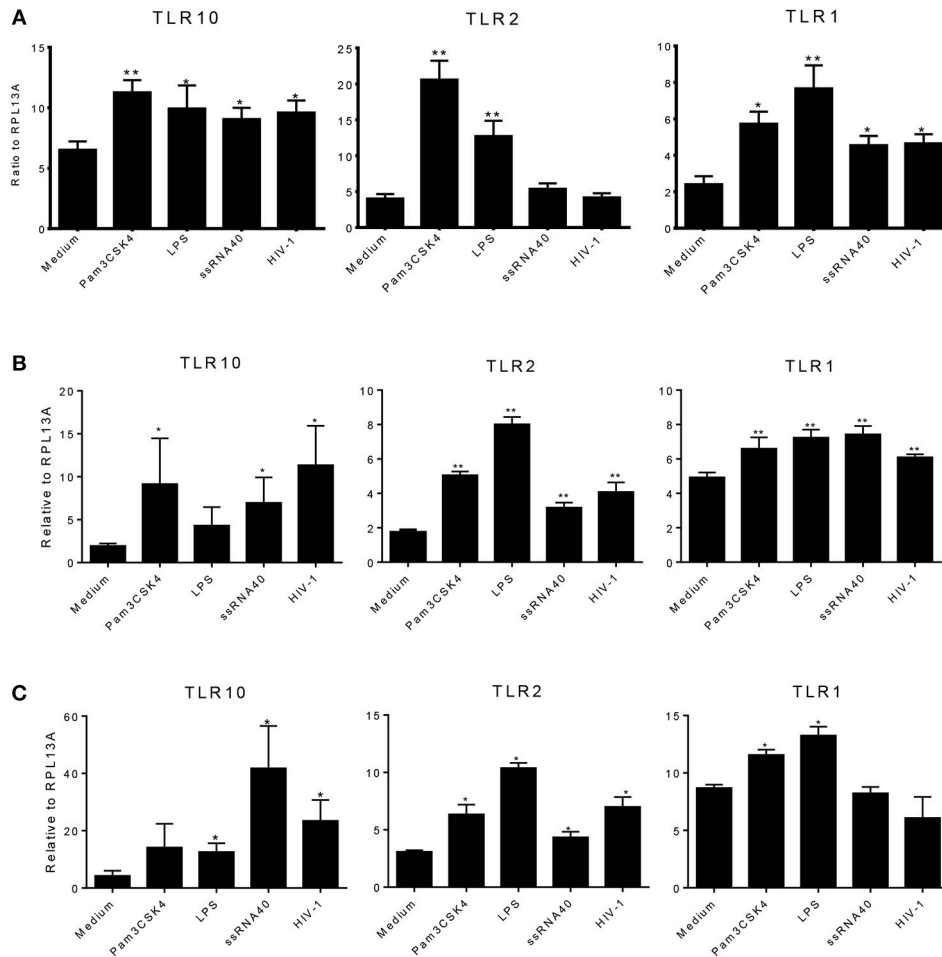 A
TLR10
TLR2
TLR1
Ratio to RPL13A
15
10
5
0
25
20
15
10
5
0
10
8
6
4
2
0
** * * *
** **
* ** * *
Medium
Pam3CSK4
LPS
ssRNA40
HIV-1
Medium
Pam3CSK4
LPS
ssRNA40
HIV-1
Medium
Pam3CSK4
LPS
ssRNA40
HIV-1
B
TLR10
TLR2
TLR1
Relative to RPL13A
20
15
10
5
0
10
8
6
4
2
0
10
8
6
4
2
0
* * *
** ** ** **
** ** ** **
Medium
Pam3CSK4
LPS
ssRNA40
HIV-1
Medium
Pam3CSK4
LPS
ssRNA40
HIV-1
Medium
Pam3CSK4
LPS
ssRNA40
HIV-1
C
TLR10
TLR2
TLR1
Relative to RPL13A
60
40
20
0
15
10
5
0
15
10
5
0
* * *
* * * *
* *
Medium
Pam3CSK4
LPS
ssRNA40
HIV-1
Medium
Pam3CSK4
LPS
ssRNA40
HIV-1
Medium
Pam3CSK4
LPS
ssRNA40
HIV-1